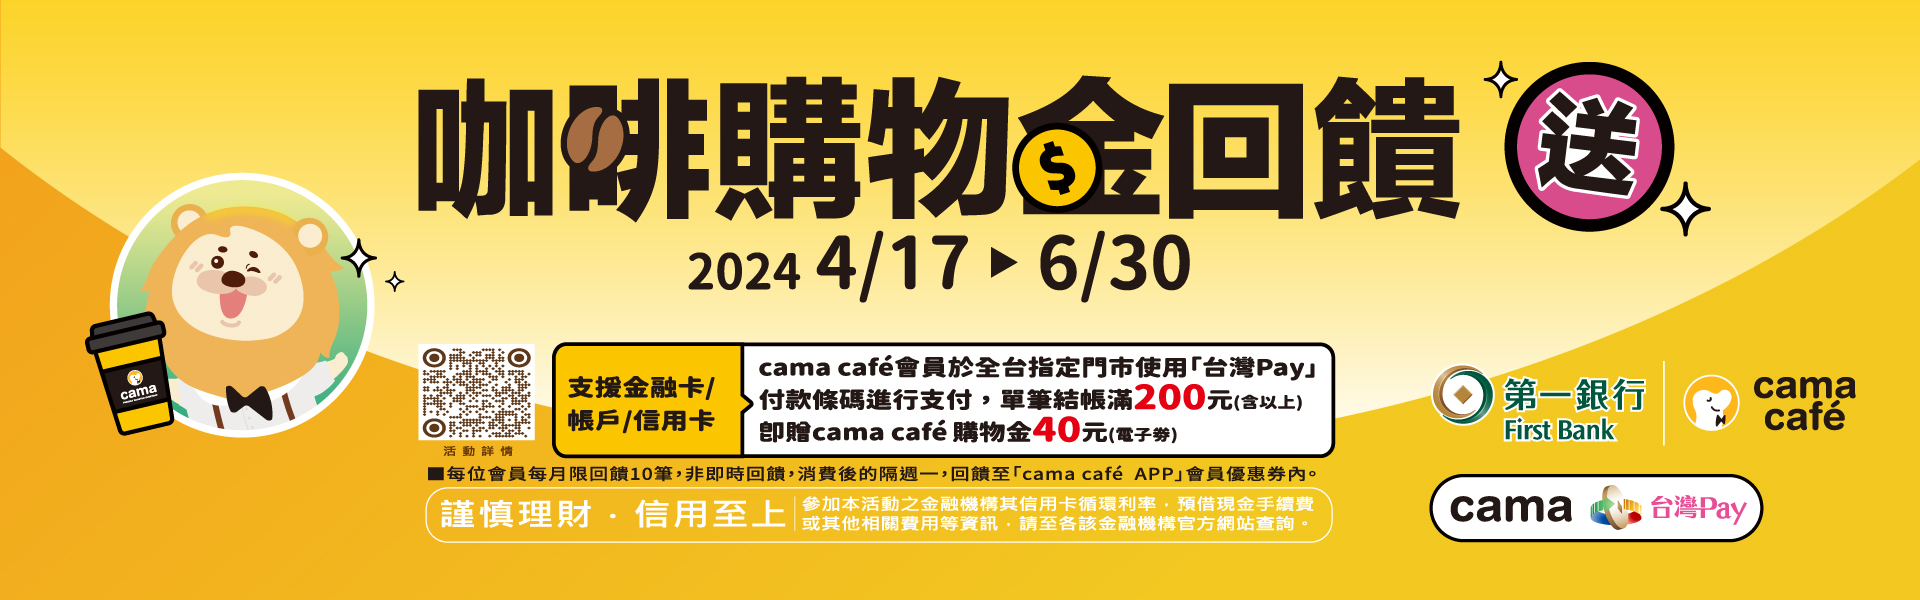 咖啡購物金回饋
送
2024 4/17 ▶ 6/30
cama
活動詳情
支援金融卡/
帳戶/信用卡
cama café會員於全台指定門市使用「台灣Pay」
付款條碼進行支付,單筆結帳滿200元(含以上)
即贈cama café 購物金40元(電子券)
■每位會員每月限回饋10筆,非即時回饋,消費後的隔週一,回饋至「cama café APP」會員優惠券內。
謹慎理財．信用至上
參加本活動之金融機構其信用卡循環利率．預借現金手續費
或其他相關費用等資訊．請至各該金融機構官方網站查詢。
第一銀行
First Bank
cama
café
cama 台灣Pay